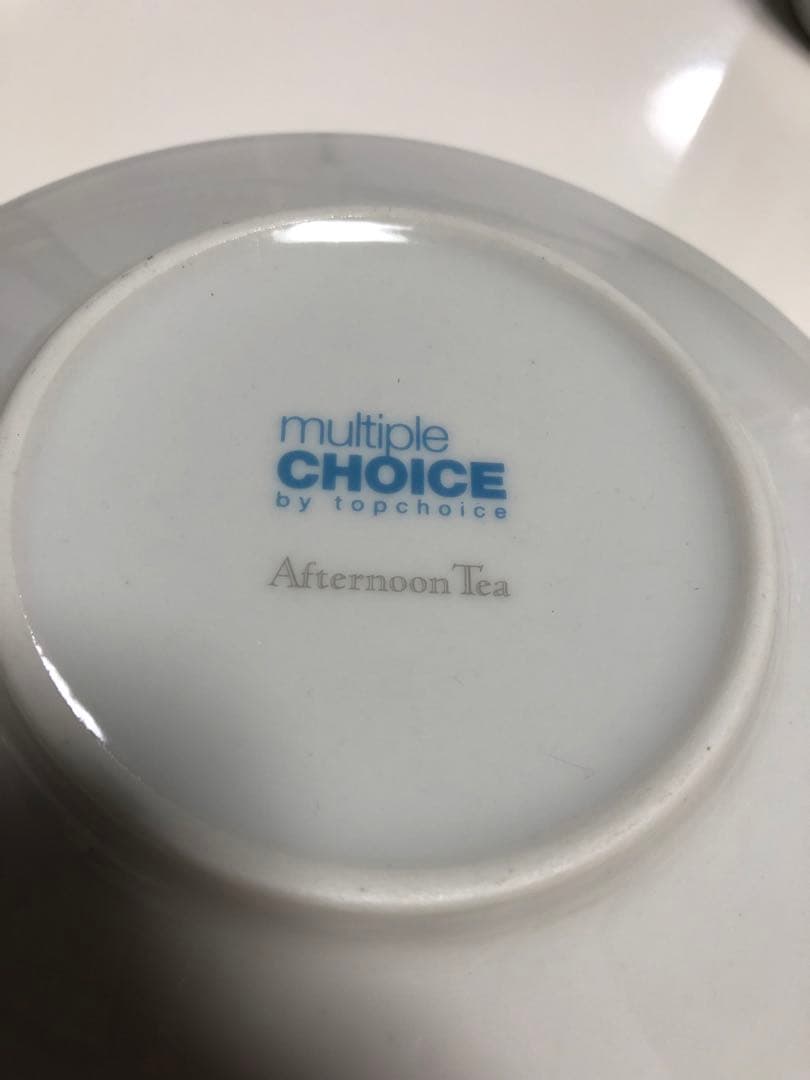 multiple
CHOICE
by topchoice
Afternoon Tea